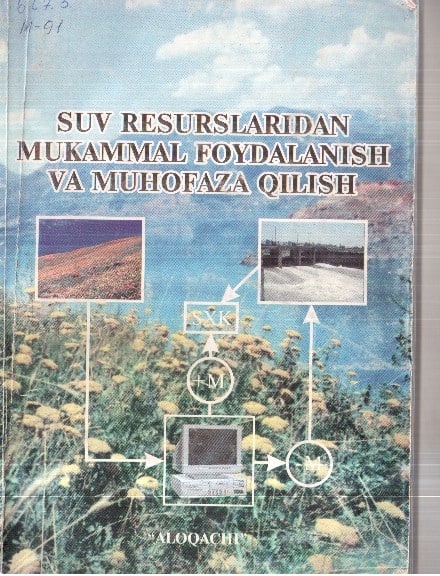 SUV RESURSLARIDAN
MUKAMMAL FOYDALANISH
VA MUHOFAZA QILISH
SXK
+M
-M
"ALOQACHI"